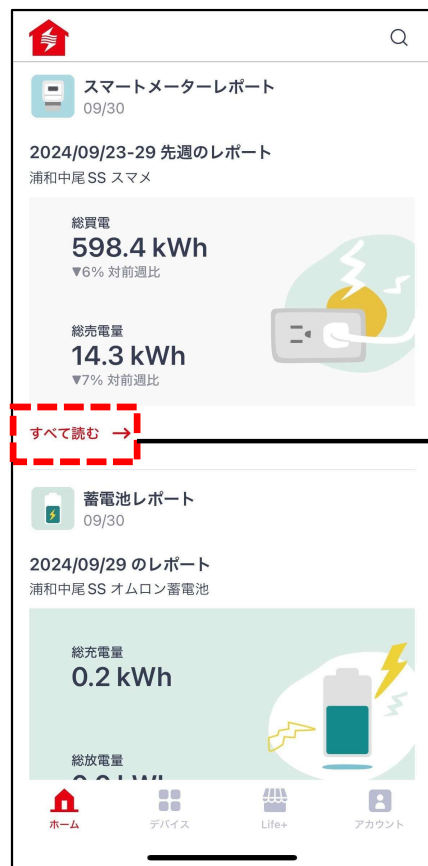 スマートメーターレポート
09/30
2024/09/23-29 先週のレポート
浦和中尾SS スマメ
総買電
598.4 kWh
▼6% 対前週比
総売電量
14.3 kWh
▼7% 対前週比
すべて読む →
蓄電池レポート
09/30
2024/09/29 のレポート
浦和中尾SS オムロン蓄電池
総充電量
0.2 kWh
総放電量
ホーム
デバイス
Life+
アカウント